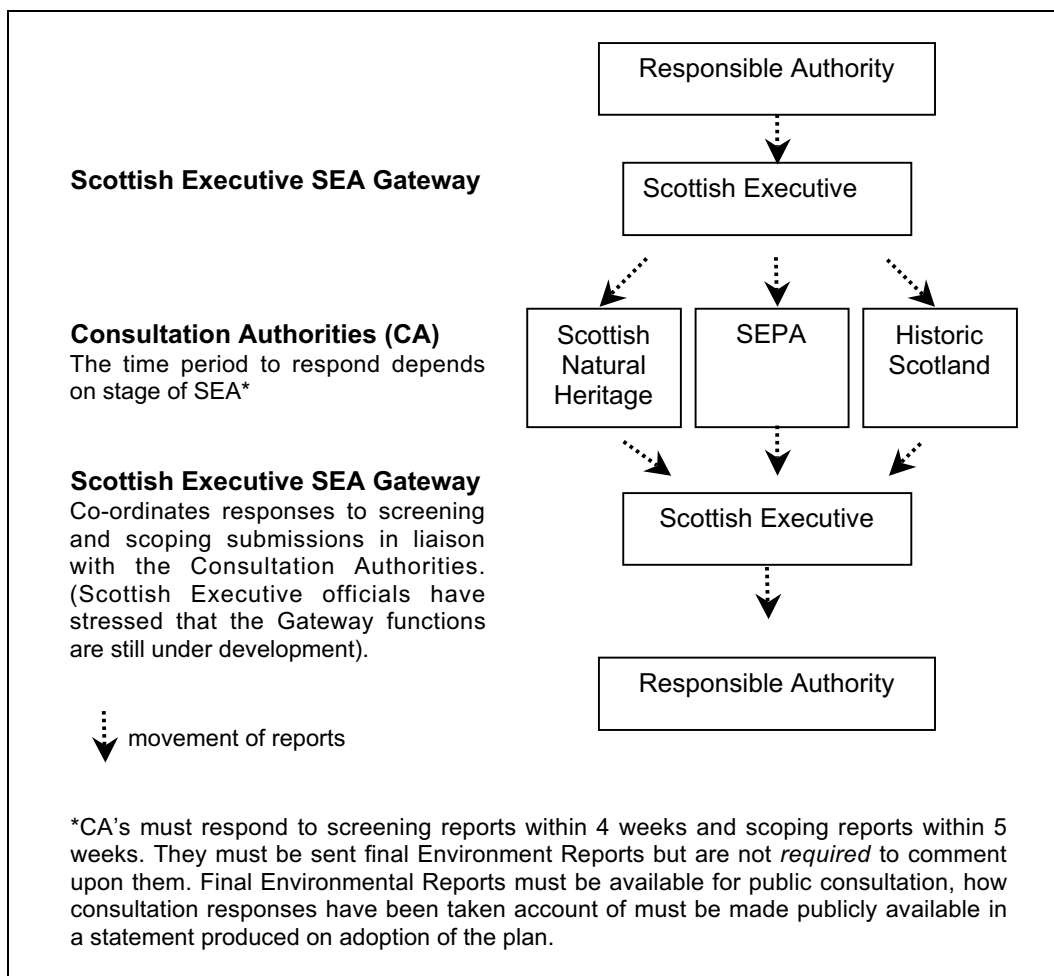 Responsible Authority
Scottish Executive SEA Gateway
Scottish Executive
Consultation Authorities (CA)
The time period to respond depends
on stage of SEA*
Scottish
Natural
Heritage
SEPA
Historic
Scotland
Scottish Executive SEA Gateway
Co-ordinates responses to screening
and scoping submissions in liaison
with the Consultation Authorities.
(Scottish Executive officials have
stressed that the Gateway functions
are still under development).
Scottish Executive
Responsible Authority
movement of reports
*CA's must respond to screening reports within 4 weeks and scoping reports within 5
weeks. They must be sent final Environment Reports but are not required to comment
upon them. Final Environmental Reports must be available for public consultation, how
consultation responses have been taken account of must be made publicly available in
a statement produced on adoption of the plan.